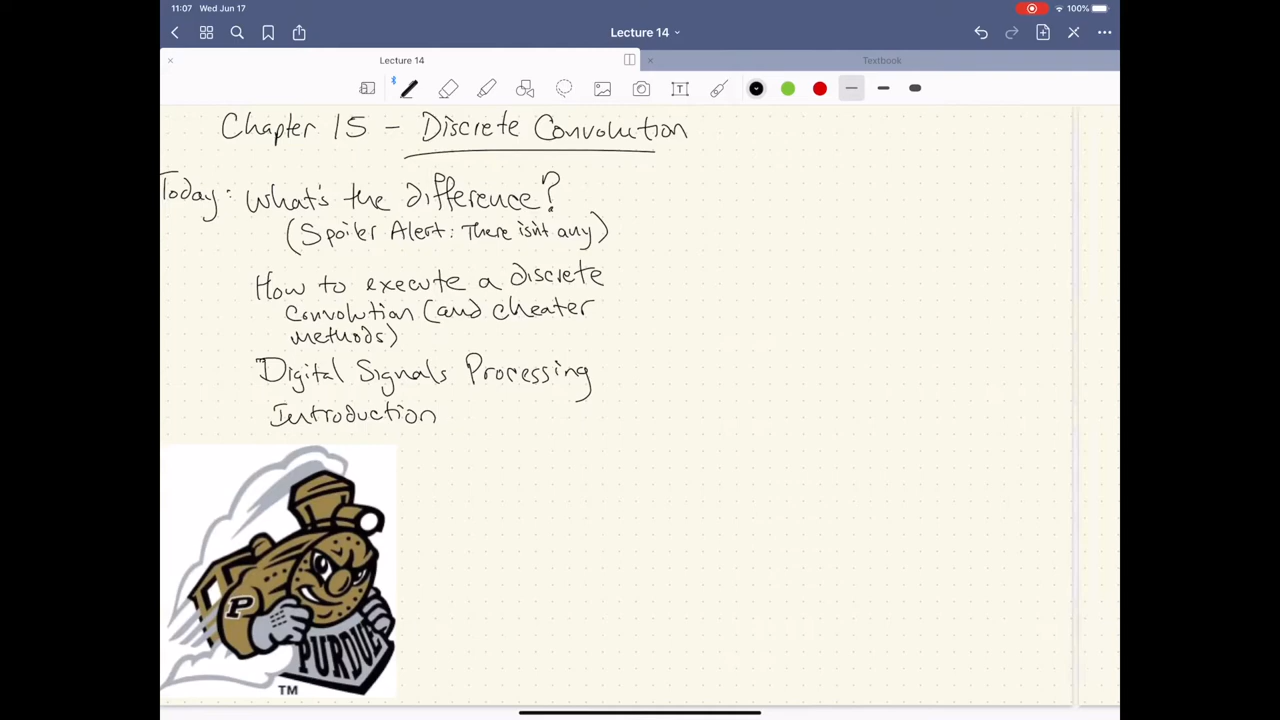 11:07 Wed Jun 17
100%
Lecture 14
Lecture 14
Textbook
Chapter 15 - Discrete Convolution
Today: What's the difference?
(Spoiler Alert: There isn't any)
How to execute a discrete
convolution (and cheater
methods)
Digital Signals Processing
Introduction
P
PURDUE
TM